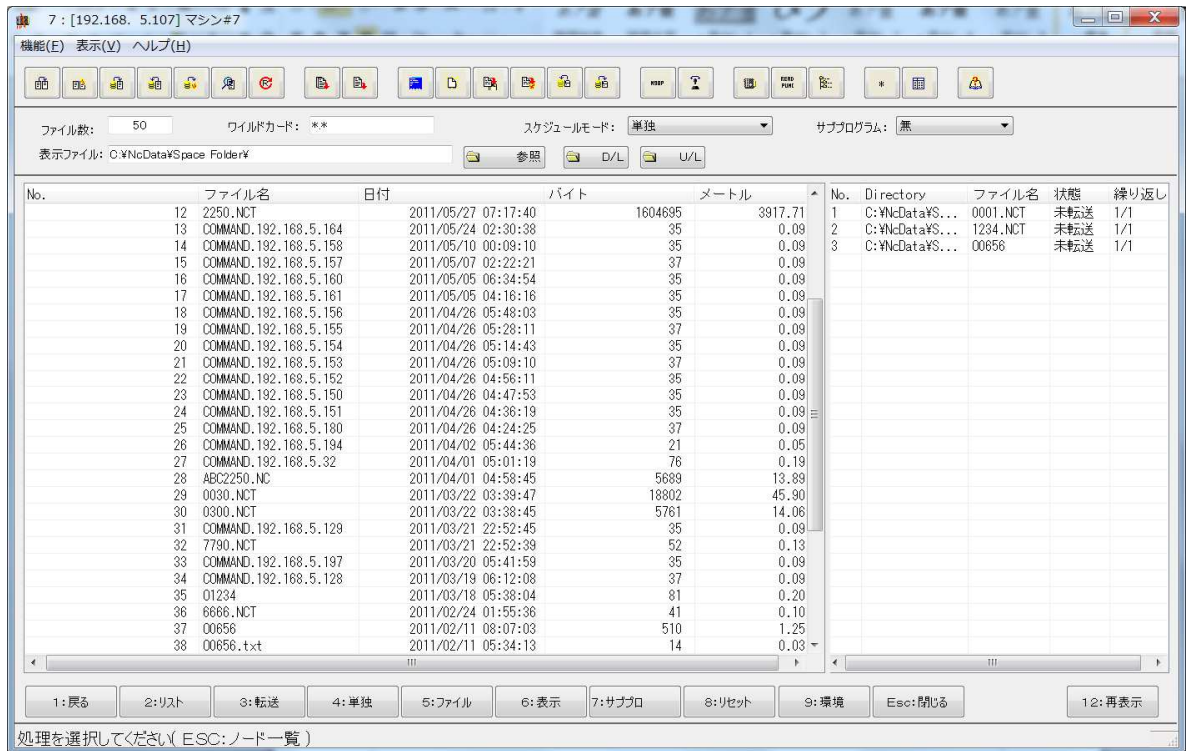 7 : [192.168.  5.107] マシン#7
機能(F) 表示(V) ヘルプ(H)
ファイル数: 50 ワイルドカード: ** スケジュールモード: 単独 サブプログラム: 無
表示ファイル: C:¥NcData¥Space Folder¥ 参照 D/L U/L
No. ファイル名 日付 バイト メートル No. Directory ファイル名 状態 繰り返し
12 2250.NCT 2011/05/27 07:17:40 1604695 3917.71 1 C:¥NcData¥S... 0001.NCT 未転送 1/1
13 COMMAND.192.168.5.164 2011/05/24 02:30:38 35 0.09 2 C:¥NcData¥S... 1234.NCT 未転送 1/1
14 COMMAND.192.168.5.158 2011/05/10 00:09:10 35 0.09 3 C:¥NcData¥S... O0656 未転送 1/1
15 COMMAND.192.168.5.157 2011/05/07 02:22:21 37 0.09
16 COMMAND.192.168.5.160 2011/05/05 06:34:54 35 0.09
17 COMMAND.192.168.5.161 2011/05/05 04:16:16 35 0.09
18 COMMAND.192.168.5.156 2011/04/26 05:48:03 35 0.09
19 COMMAND.192.168.5.155 2011/04/26 05:28:11 37 0.09
20 COMMAND.192.168.5.154 2011/04/26 05:14:43 35 0.09
21 COMMAND.192.168.5.153 2011/04/26 05:09:10 37 0.09
22 COMMAND.192.168.5.152 2011/04/26 04:56:11 35 0.09
23 COMMAND.192.168.5.150 2011/04/26 04:47:53 35 0.09
24 COMMAND.192.168.5.151 2011/04/26 04:36:19 35 0.09
25 COMMAND.192.168.5.180 2011/04/26 04:24:25 37 0.09
26 COMMAND.192.168.5.194 2011/04/02 05:44:36 21 0.05
27 COMMAND.192.168.5.32 2011/04/01 05:01:19 76 0.19
28 ABC2250.NC 2011/04/01 04:58:45 5689 13.89
29 0030.NCT 2011/03/22 03:39:47 18802 45.90
30 0300.NCT 2011/03/22 03:38:45 5761 14.06
31 COMMAND.192.168.5.129 2011/03/21 22:52:45 35 0.09
32 7790.NCT 2011/03/21 22:52:39 52 0.13
33 COMMAND.192.168.5.197 2011/03/20 05:41:59 35 0.09
34 COMMAND.192.168.5.128 2011/03/19 06:12:08 37 0.09
35 O1234 2011/03/18 05:38:04 81 0.20
36 6666.NCT 2011/02/24 01:55:36 41 0.10
37 O0656 2011/02/11 08:07:03 510 1.25
38 O0656.txt 2011/02/11 05:34:13 14 0.03
1:戻る 2:リスト 3:転送 4:単独 5:ファイル 6:表示 7:サブプロ 8:リセット 9:環境 Esc:閉じる 12:再表示
処理を選択してください( ESC:ノード一覧 )